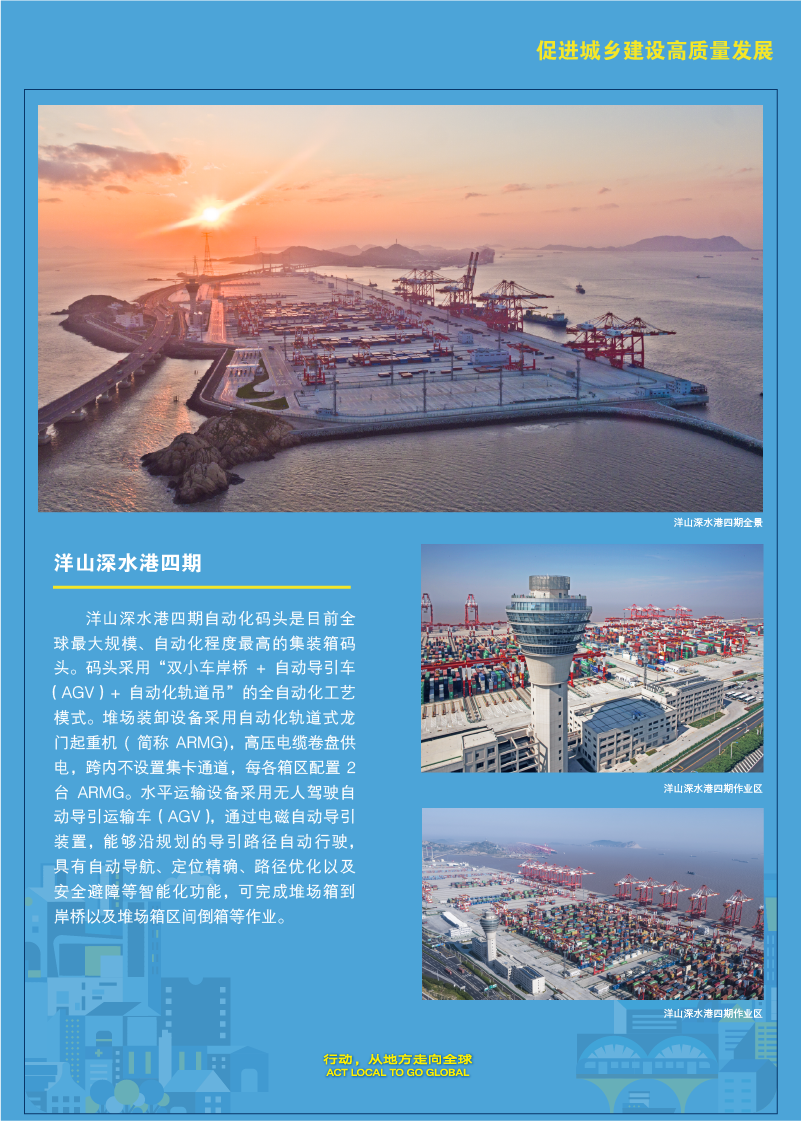 促进城乡建设高质量发展
洋山深水港四期全景
洋山深水港四期
洋山深水港四期自动化码头是目前全
球最大规模、自动化程度最高的集装箱码
头。码头采用“双小车岸桥 + 自动导引车
(AGV) + 自动化轨道吊”的全自动化工艺
模式。堆场装卸设备采用自动化轨道式龙
门起重机 ( 简称 ARMG)，高压电缆卷盘供
电，跨内不设置集卡通道，每各箱区配置 2
台 ARMG。水平运输设备采用无人驾驶自
动导引运输车 (AGV)，通过电磁自动导引
装置，能够沿规划的导引路径自动行驶，
具有自动导航、定位精确、路径优化以及
安全避障等智能化功能，可完成堆场箱到
岸桥以及堆场箱区间倒箱等作业。
洋山深水港四期作业区
洋山深水港四期作业区
行动，从地方走向全球
ACT LOCAL TO GO GLOBAL